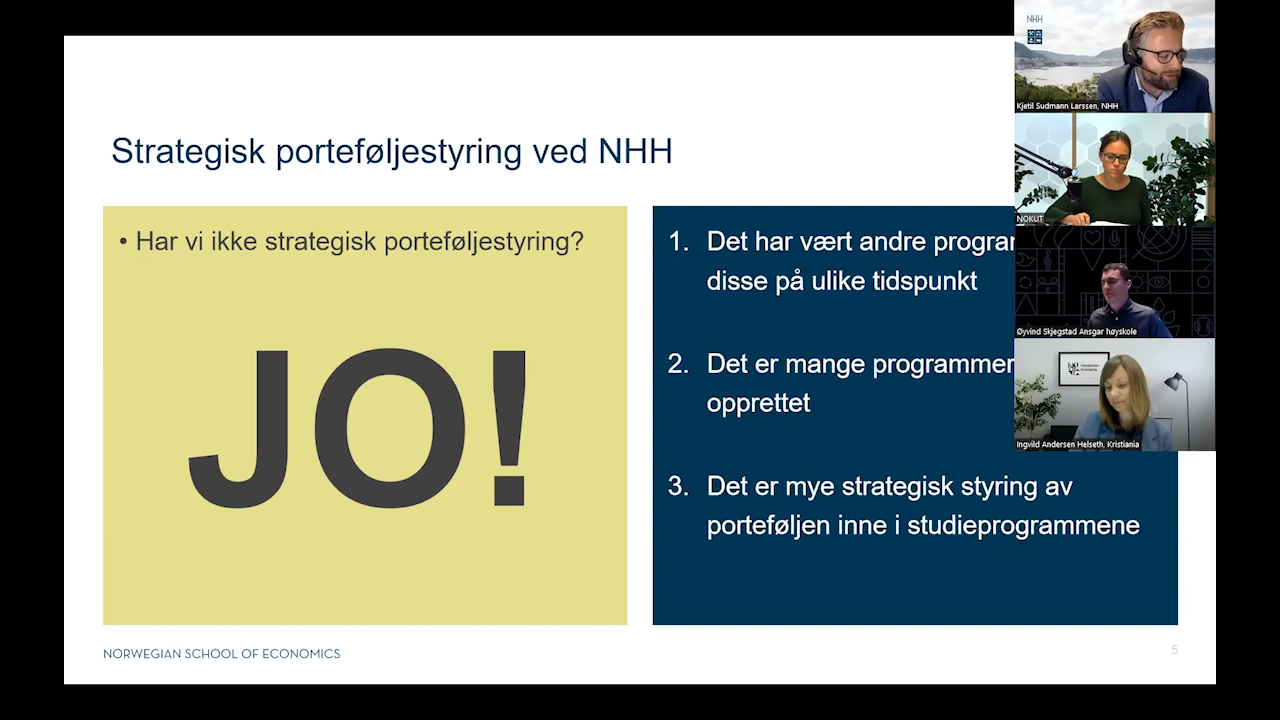 Strategisk porteføljestyring ved NHH
• Har vi ikke strategisk porteføljestyring?
JO!
1. Det har vært andre
disse på ulike tidspunkt
2. Det er mange programmer
opprettet
3. Det er mye strategisk styring av
porteføljen inne i studieprogrammene
NORWEGIAN SCHOOL OF ECONOMICS
5
NHH
Kjetil Sudmann Larssen, NHH
NOKUT
Øyvind Skjegstad Ansgar høyskole
Ingvild Andersen Helseth, Kristiania